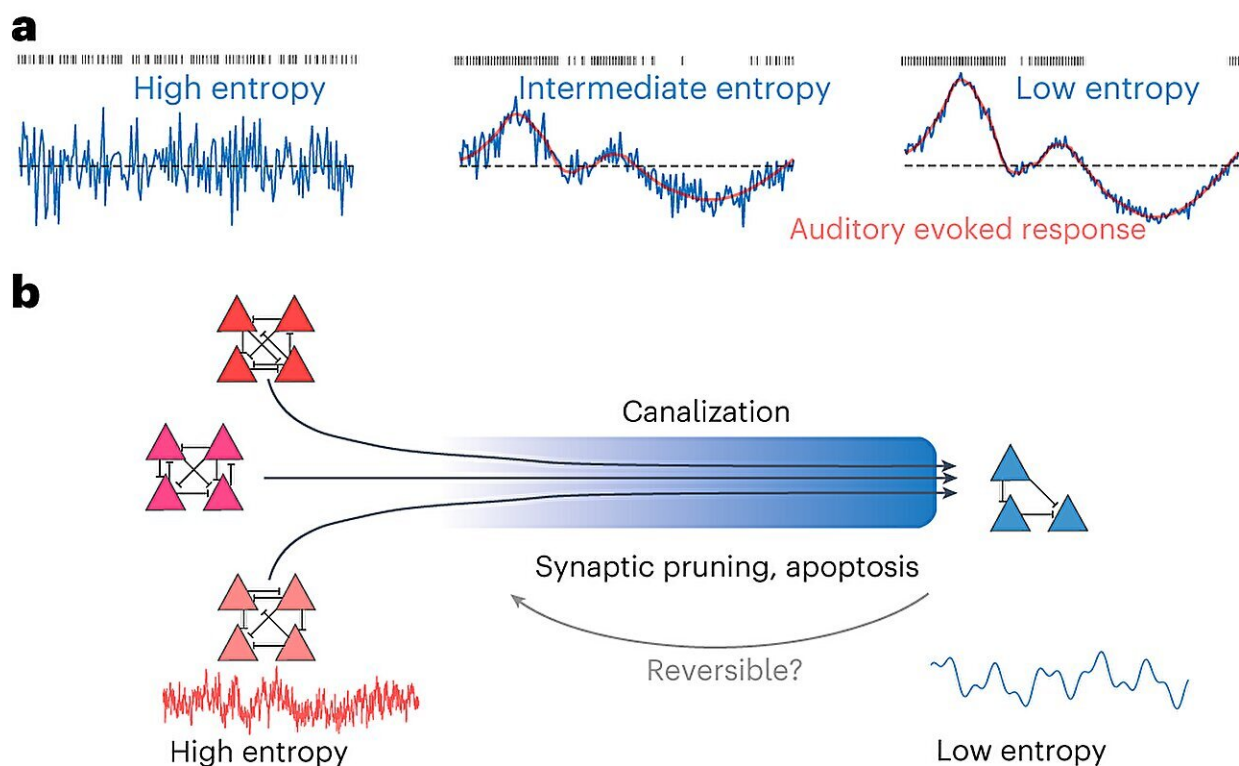 a
High entropy
Intermediate entropy
Low entropy
Auditory evoked response
b
Canalization
Synaptic pruning, apoptosis
Reversible?
High entropy
Low entropy